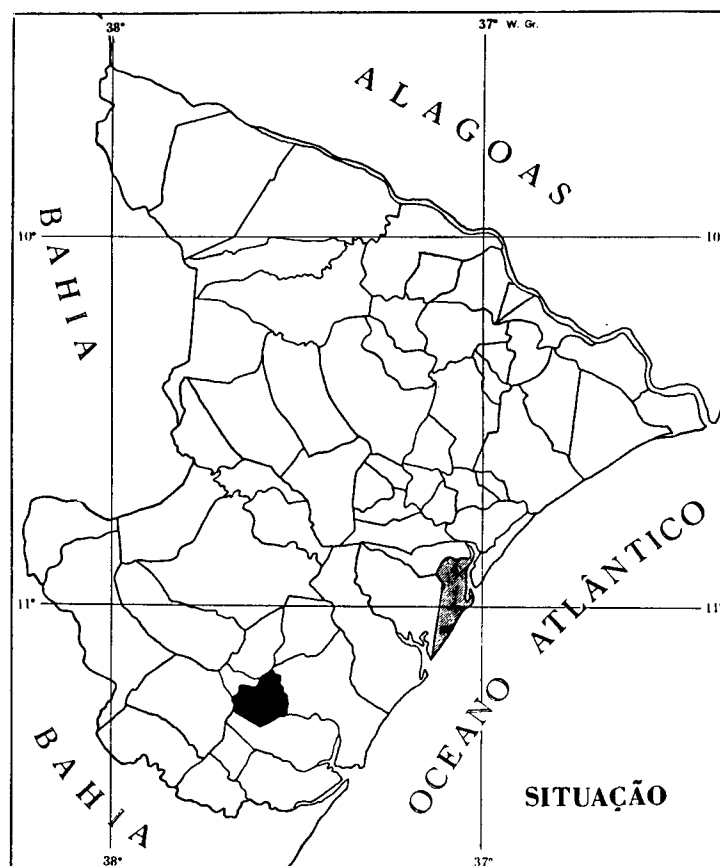 38°
37° W. Gr.
ALAGOAS
BAHIA
10°
10°
OCEANO ATLÂNTICO
11°
11°
BAHIA
SITUAÇÃO
38°
37°